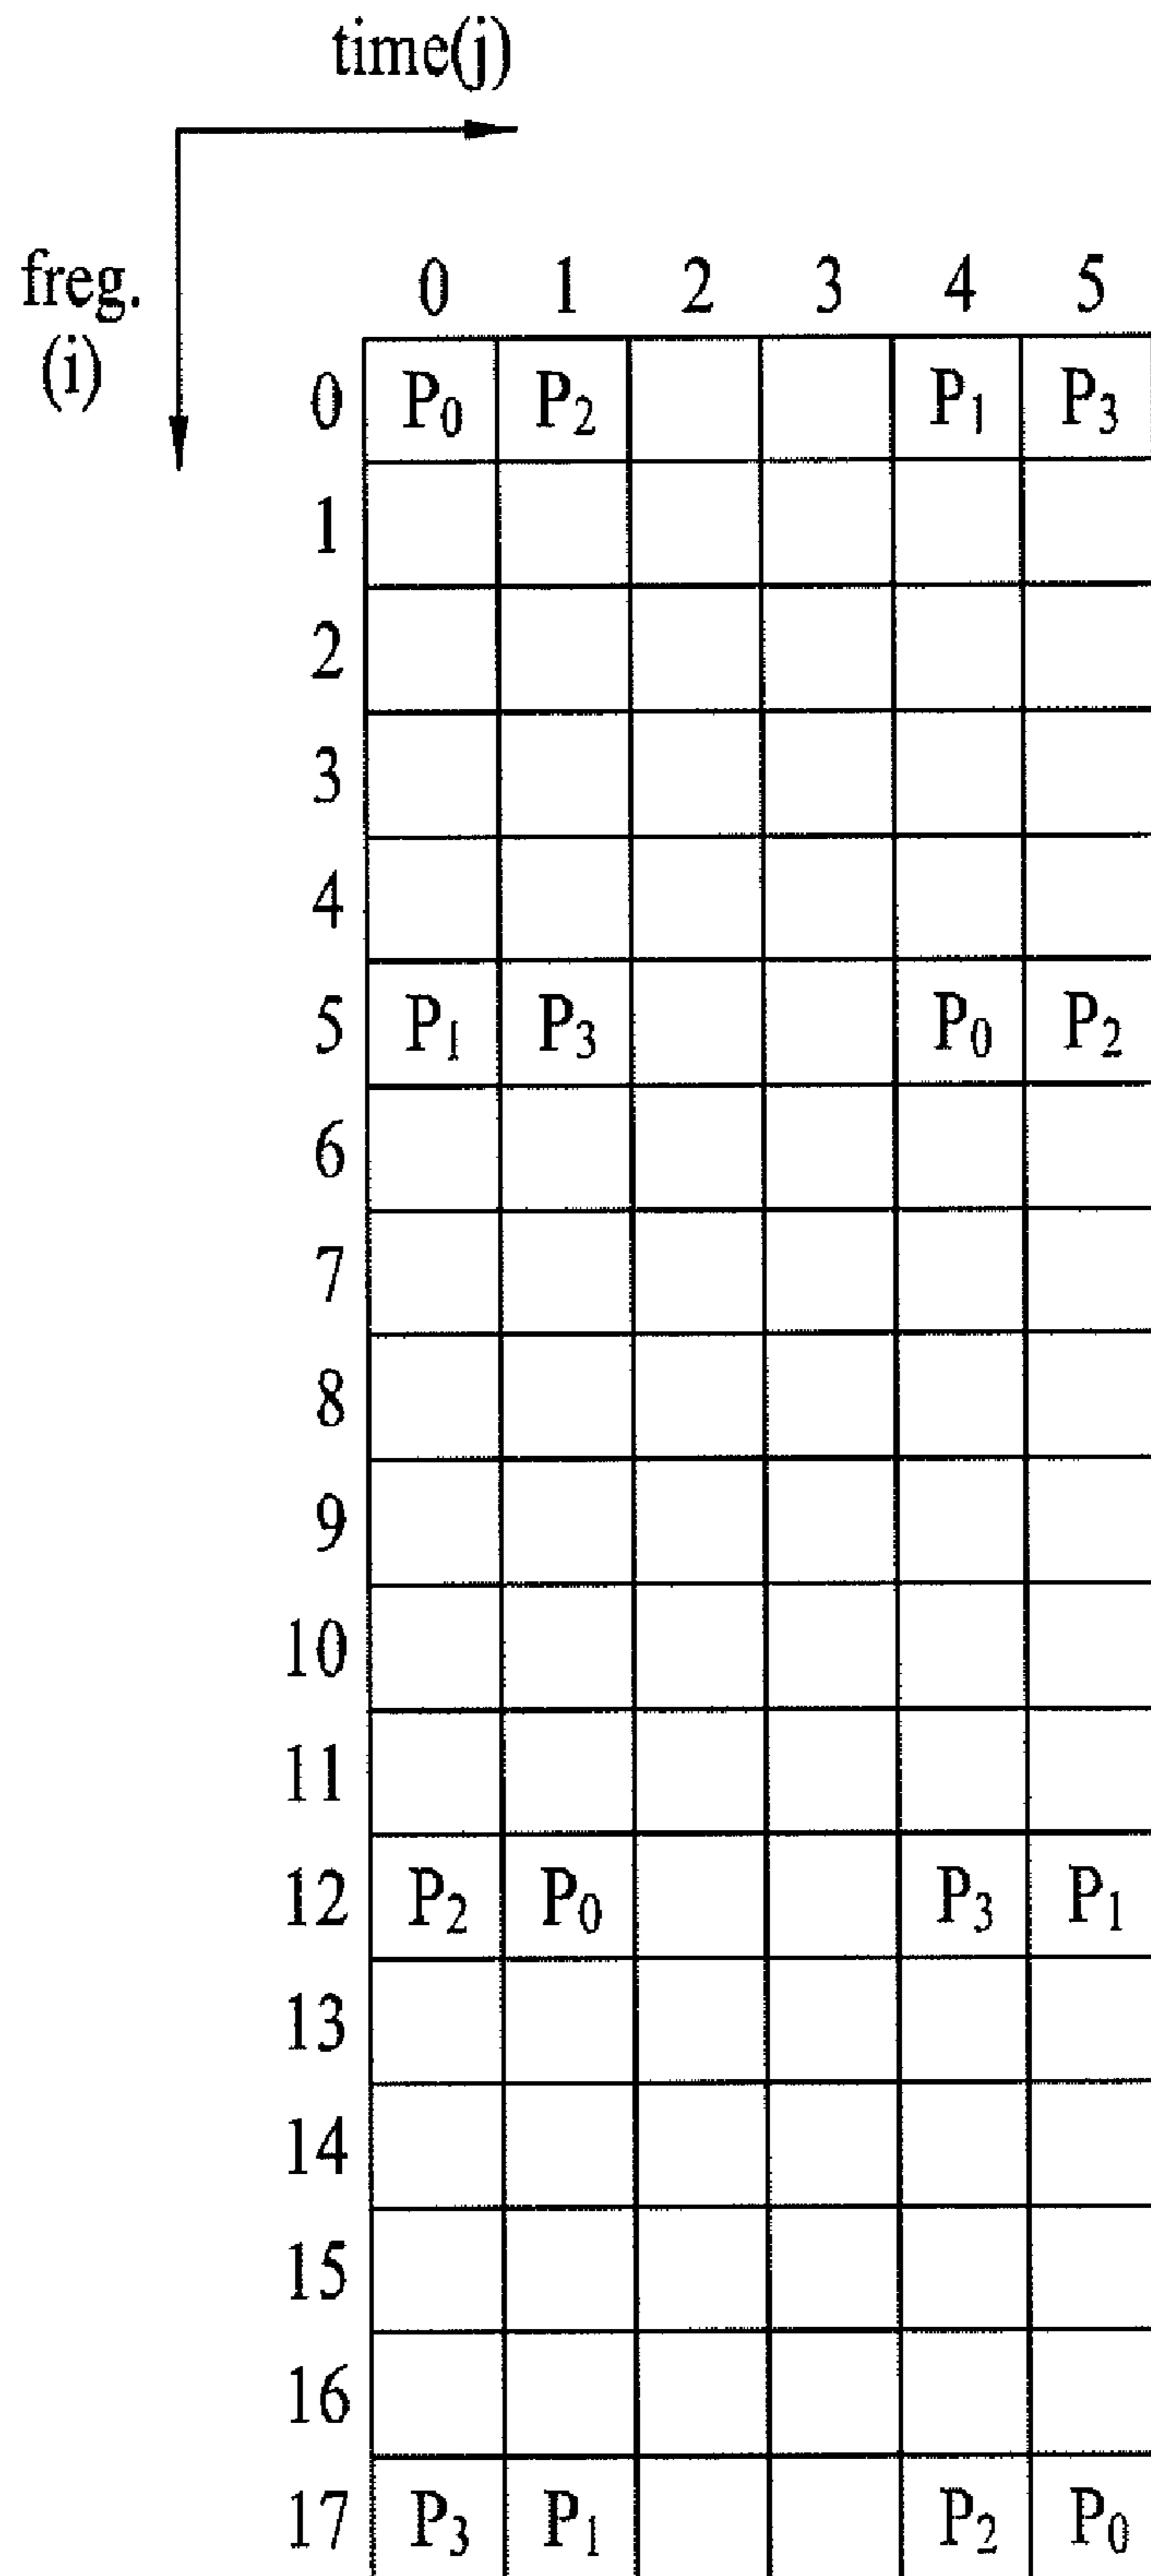 time(j)
freg.
(i)
0 1 2 3 4 5
0 P0 P2 P1 P3
1
2
3
4
5 P1 P3 P0 P2
6
7
8
9
10
11
12 P2 P0 P3 P1
13
14
15
16
17 P3 P1 P2 P0